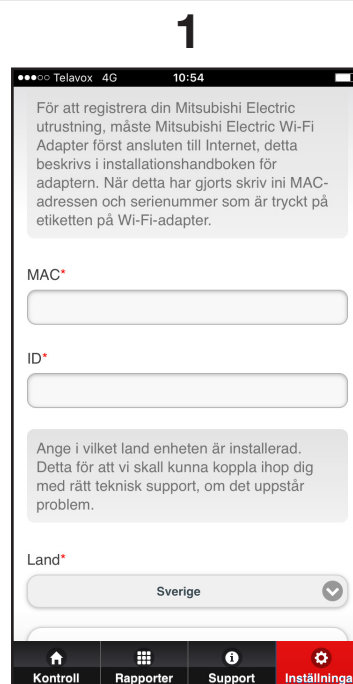 1
Telavox 4G 10:54
För att registrera din Mitsubishi Electric
utrustning, måste Mitsubishi Electric Wi-Fi
Adapter först ansluten till Internet, detta
beskrivs i installationshandboken för
adaptern. När detta har gjorts skriv ini MAC-
adressen och serienummer som är tryckt på
etiketten på Wi-Fi-adapter.
MAC*
ID*
Ange i vilket land enheten är installerad.
Detta för att vi skall kunna koppla ihop dig
med rätt teknisk support, om det uppstår
problem.
Land*
Sverige
Kontroll Rapporter Support Inställninga